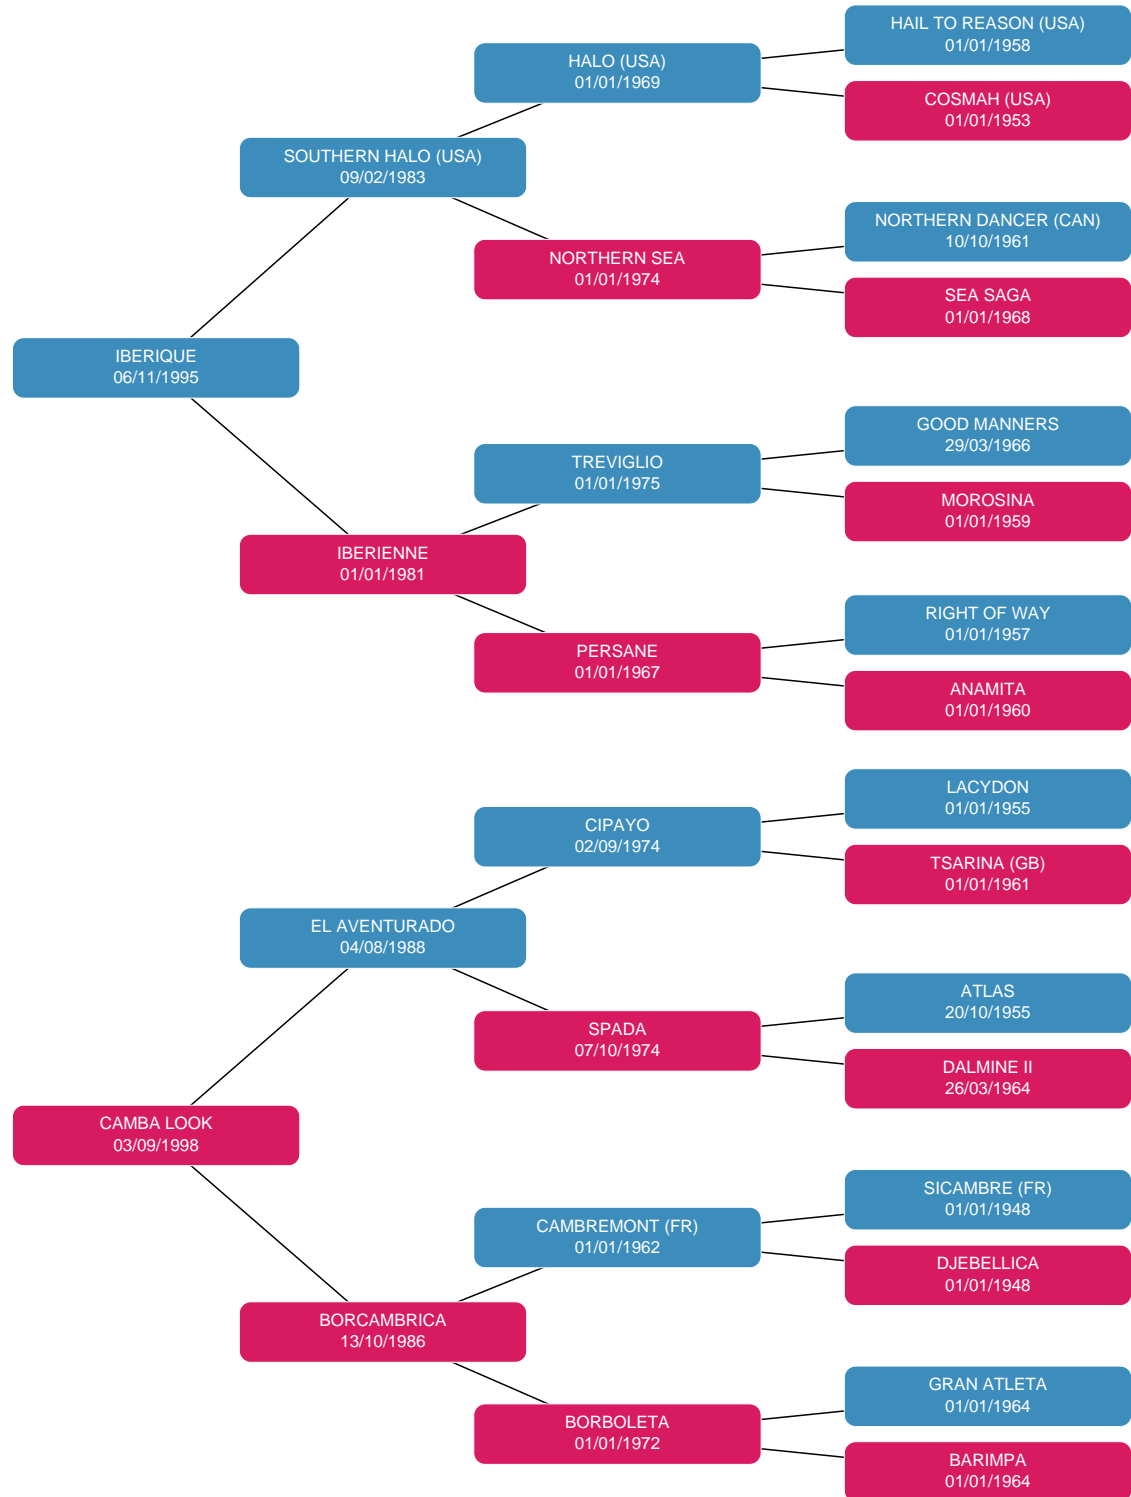 HAIL TO REASON (USA)
01/01/1958
HALO (USA)
01/01/1969
COSMAH (USA)
01/01/1953
SOUTHERN HALO (USA)
09/02/1983
NORTHERN DANCER (CAN)
10/10/1961
NORTHERN SEA
01/01/1974
SEA SAGA
01/01/1968
IBERIQUE
06/11/1995
GOOD MANNERS
29/03/1966
TREVIGLIO
01/01/1975
MOROSINA
01/01/1959
IBERIENNE
01/01/1981
RIGHT OF WAY
01/01/1957
PERSANE
01/01/1967
ANAMITA
01/01/1960
LACYDON
01/01/1955
CIPAYO
02/09/1974
TSARINA (GB)
01/01/1961
EL AVENTURADO
04/08/1988
ATLAS
20/10/1955
SPADA
07/10/1974
DALMINE II
26/03/1964
CAMBA LOOK
03/09/1998
SICAMBRE (FR)
01/01/1948
CAMBREMONT (FR)
01/01/1962
DJEBELLICA
01/01/1948
BORCAMBRICA
13/10/1986
GRAN ATLETA
01/01/1964
BORBOLETA
01/01/1972
BARIMPA
01/01/1964